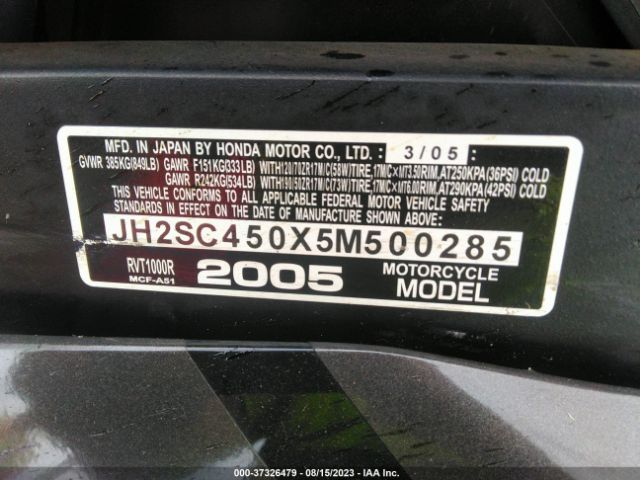 MFD. IN JAPAN BY HONDA MOTOR CO., LTD. : 3/05 :
GVWR 385KG(849LB) GAWR F151KG(333LB) WITH120/70ZR17M/C(58W)TIRE,17M/C×MT3.50RIM,AT250KPA(36PSI) COLD
GAWR R242KG(534LB) WITH190/50ZR17M/C(73W)TIRE,17M/C×MT6.00RIM,AT290KPA(42PSI) COLD
THIS VEHICLE CONFORMS TO ALL APPLICABLE FEDERAL MOTOR VEHICLE SAFETY
STANDARDS IN EFFECT ON THE DATE OF MANUFACTURE SHOWN ABOVE.
JH2SC450X5M500285
RVT1000R 2005 MOTORCYCLE
MCF-A51 MODEL
000-37326479 - 08/15/2023 - IAA Inc.